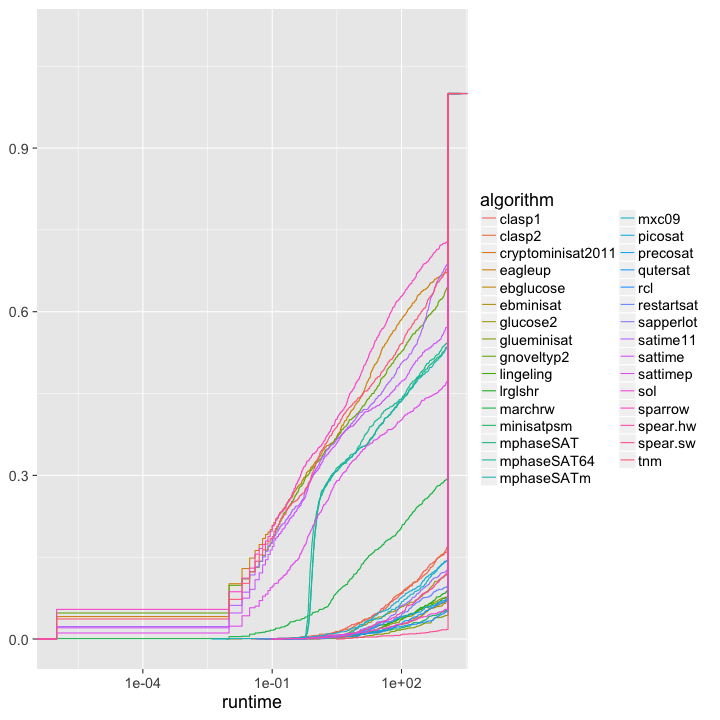 0.9
0.6
0.3
0.0
1e-04 1e-01 1e+02
runtime
algorithm
clasp1
clasp2
cryptominisat2011
eagleup
ebglucose
ebminisat
glucose2
glueminisat
gnoveltyp2
lingeling
lrglshr
marchrw
minisatpsm
mphaseSAT
mphaseSAT64
mphaseSATm
mxc09
picosat
precosat
qutersat
rcl
restartsat
sapperlot
satime11
sattime
sattimep
sol
sparrow
spear.hw
spear.sw
tnm